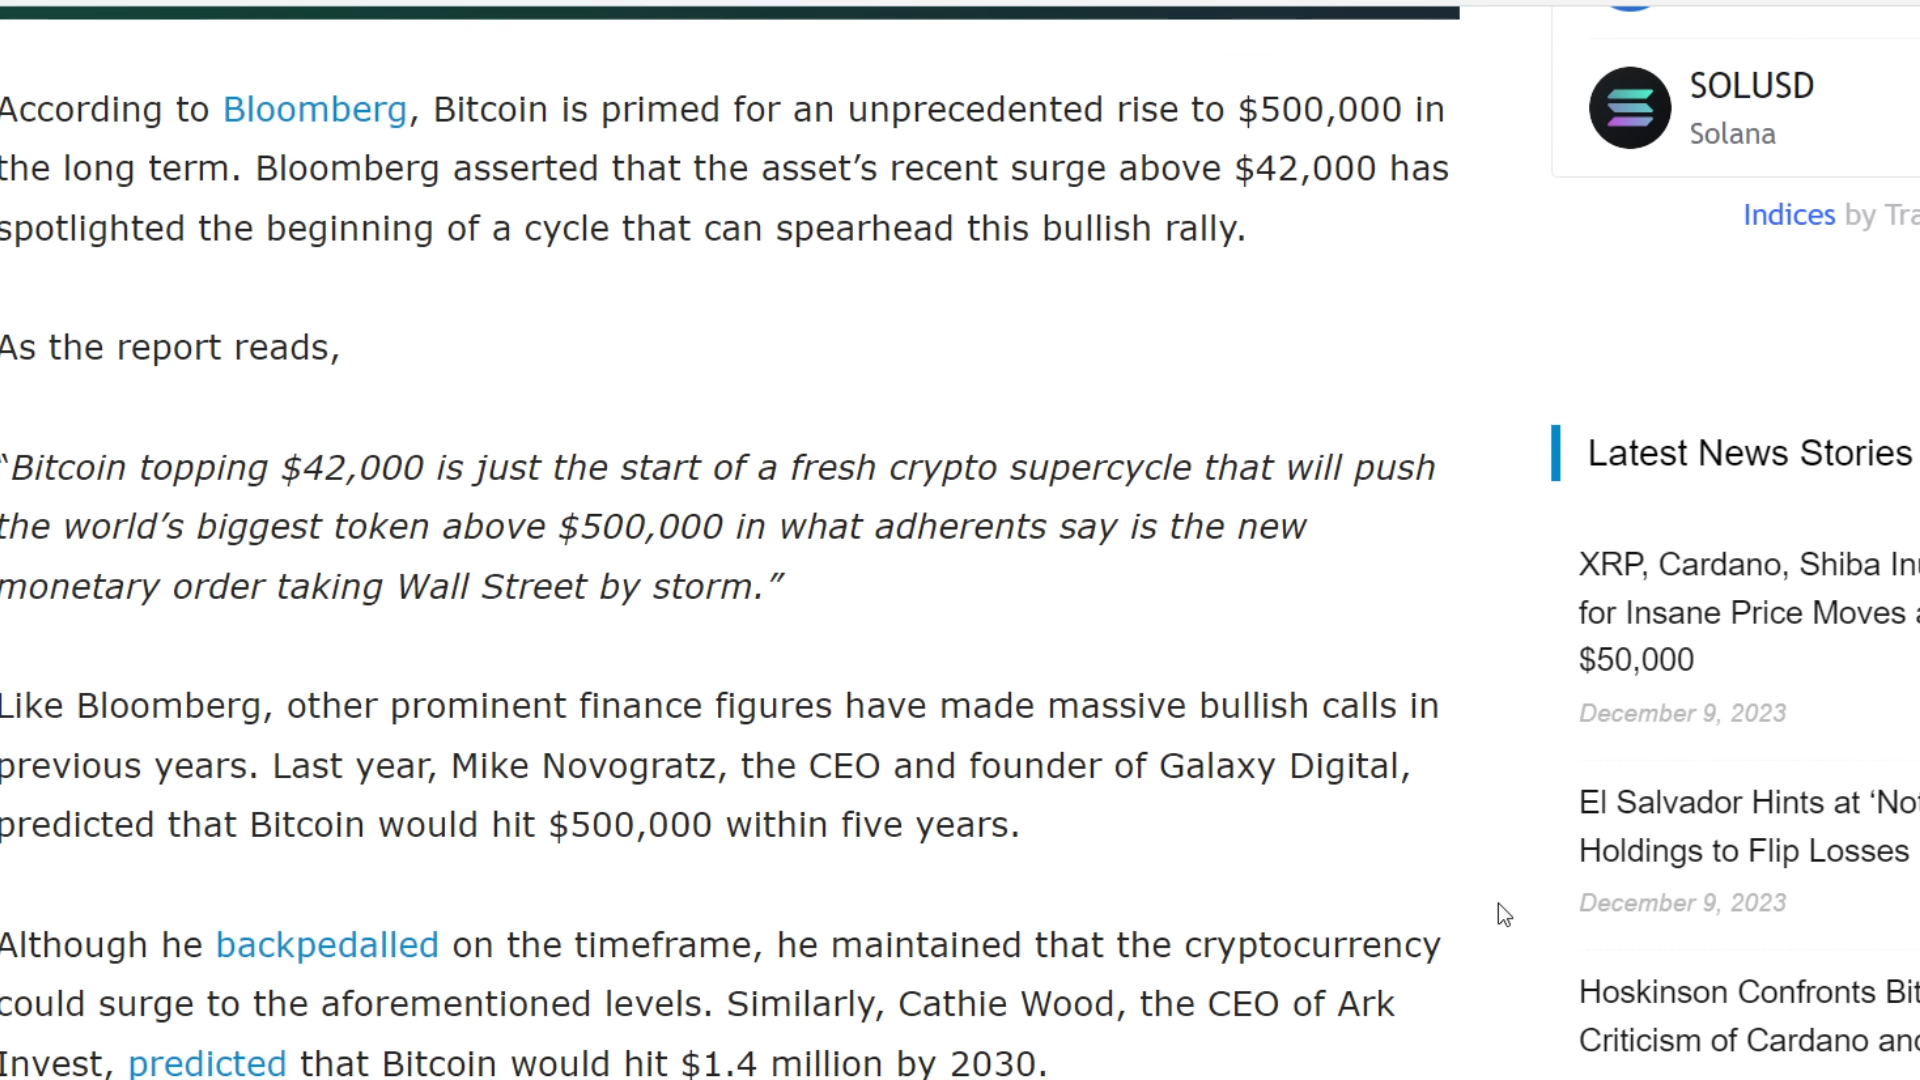 According to Bloomberg, Bitcoin is primed for an unprecedented rise to $500,000 in
the long term. Bloomberg asserted that the asset’s recent surge above $42,000 has
spotlighted the beginning of a cycle that can spearhead this bullish rally.
As the report reads,
“Bitcoin topping $42,000 is just the start of a fresh crypto supercycle that will push
the world’s biggest token above $500,000 in what adherents say is the new
monetary order taking Wall Street by storm.”
Like Bloomberg, other prominent finance figures have made massive bullish calls in
previous years. Last year, Mike Novogratz, the CEO and founder of Galaxy Digital,
predicted that Bitcoin would hit $500,000 within five years.
Although he backpedalled on the timeframe, he maintained that the cryptocurrency
could surge to the aforementioned levels. Similarly, Cathie Wood, the CEO of Ark
Invest, predicted that Bitcoin would hit $1.4 million by 2030.
SOLUSD
Solana
Indices by
Latest News Stories
XRP, Cardano, Shiba
for Insane Price Moves
$50,000
December 9, 2023
El Salvador Hints at
Holdings to Flip Losses
December 9, 2023
Hoskinson Confronts
Criticism of Cardano